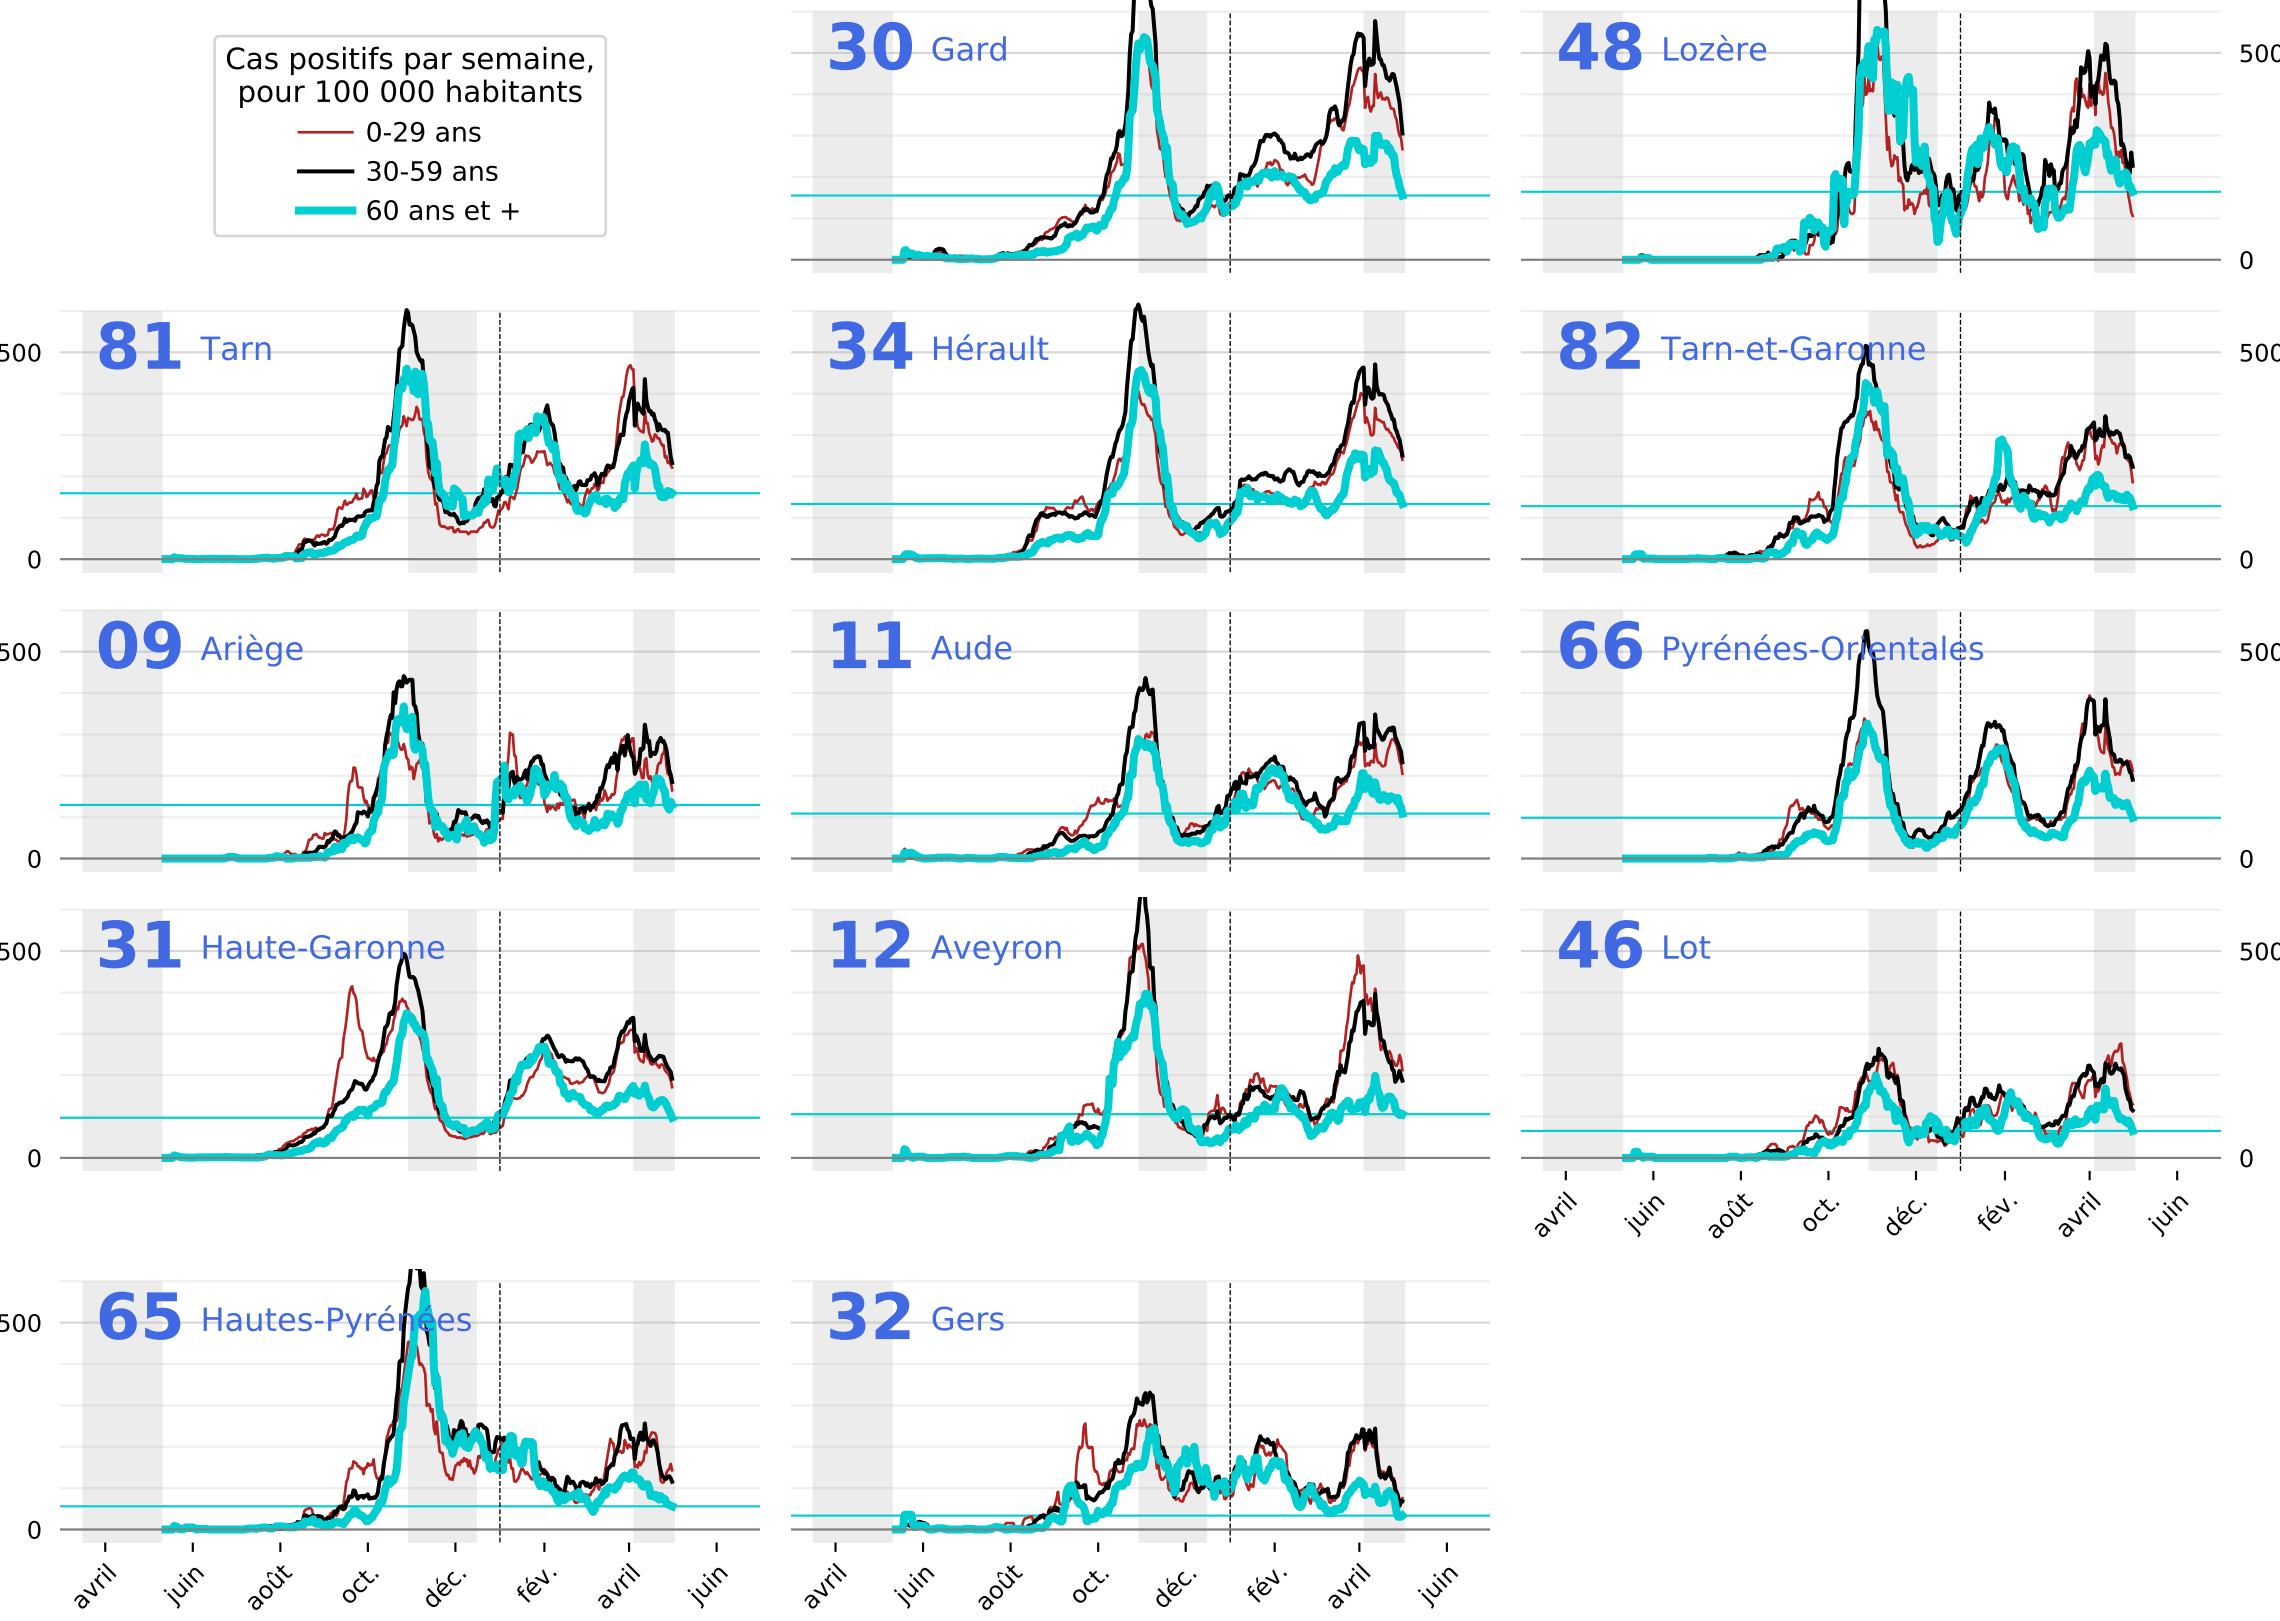 Cas positifs par semaine,
pour 100 000 habitants
0-29 ans
30-59 ans
60 ans et +
30 Gard
48 Lozère
500
0
81 Tarn
34 Hérault
82 Tarn-et-Garonne
500
500
0
0
09 Ariège
11 Aude
66 Pyrénées-Orientales
500
500
0
0
31 Haute-Garonne
12 Aveyron
46 Lot
500
500
0
0
avril juin août oct. déc. fév. avril juin
65 Hautes-Pyrénées
32 Gers
500
0
avril juin août oct. déc. fév. avril juin
avril juin août oct. déc. fév. avril juin